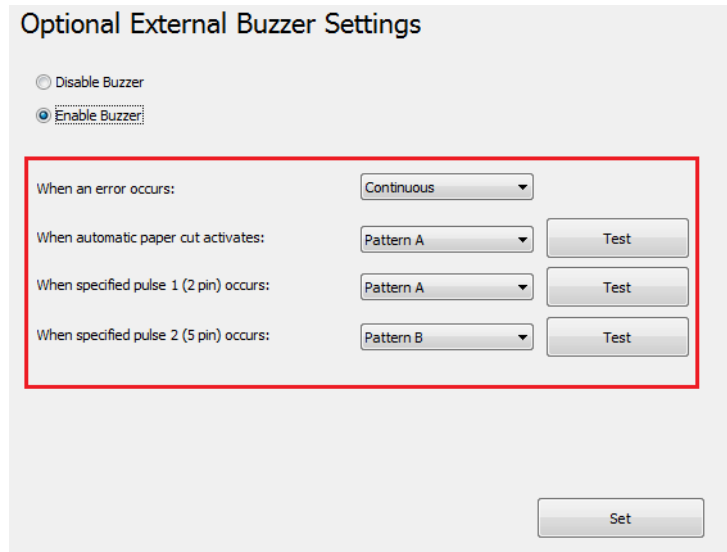 Optional External Buzzer Settings
Disable Buzzer
Enable Buzzer
When an error occurs: Continuous
When automatic paper cut activates: Pattern A Test
When specified pulse 1 (2 pin) occurs: Pattern A Test
When specified pulse 2 (5 pin) occurs: Pattern B Test
Set